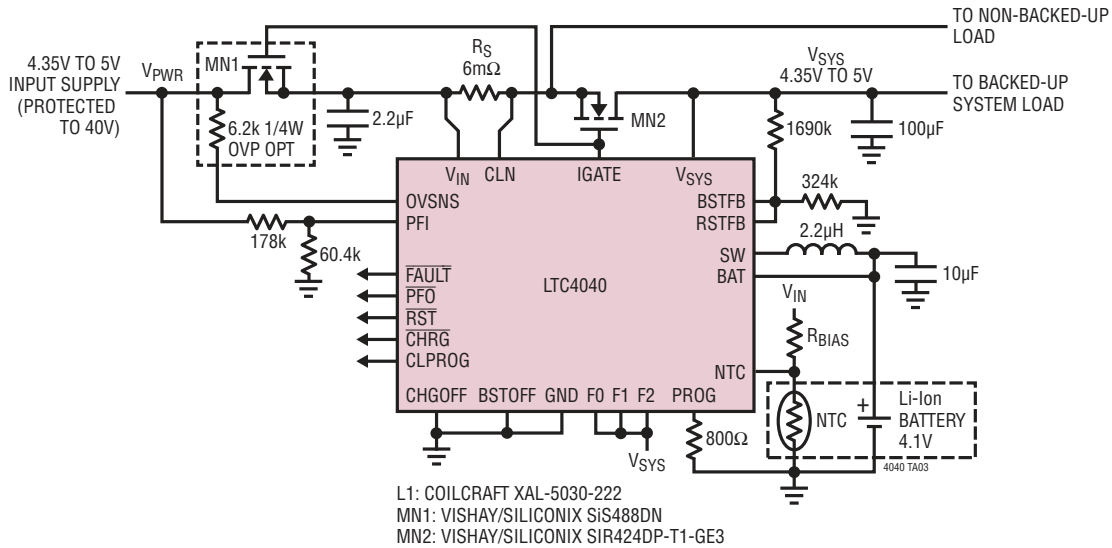 4.35V TO 5V
INPUT SUPPLY
(PROTECTED
TO 40V)
VPWR
MN1
6.2k 1/4W
OVP OPT
2.2µF
RS
6mΩ
TO NON-BACKED-UP
LOAD
VSYS
4.35V TO 5V
TO BACKED-UP
SYSTEM LOAD
MN2
1690k
100µF
VIN
CLN
IGATE
VSYS
OVSNS
PFI
178k
60.4k
FAULT
PFO
RST
CHRG
CLPROG
LTC4040
BSTFB
RSTFB
SW
BAT
NTC
324k
2.2µH
10µF
VIN
RBIAS
CHGOFF BSTOFF GND F0 F1 F2 PROG
VSYS
800Ω
NTC
+
Li-Ion
BATTERY
4.1V
4040 TA03
L1: COILCRAFT XAL-5030-222
MN1: VISHAY/SILICONIX SiS488DN
MN2: VISHAY/SILICONIX SIR424DP-T1-GE3